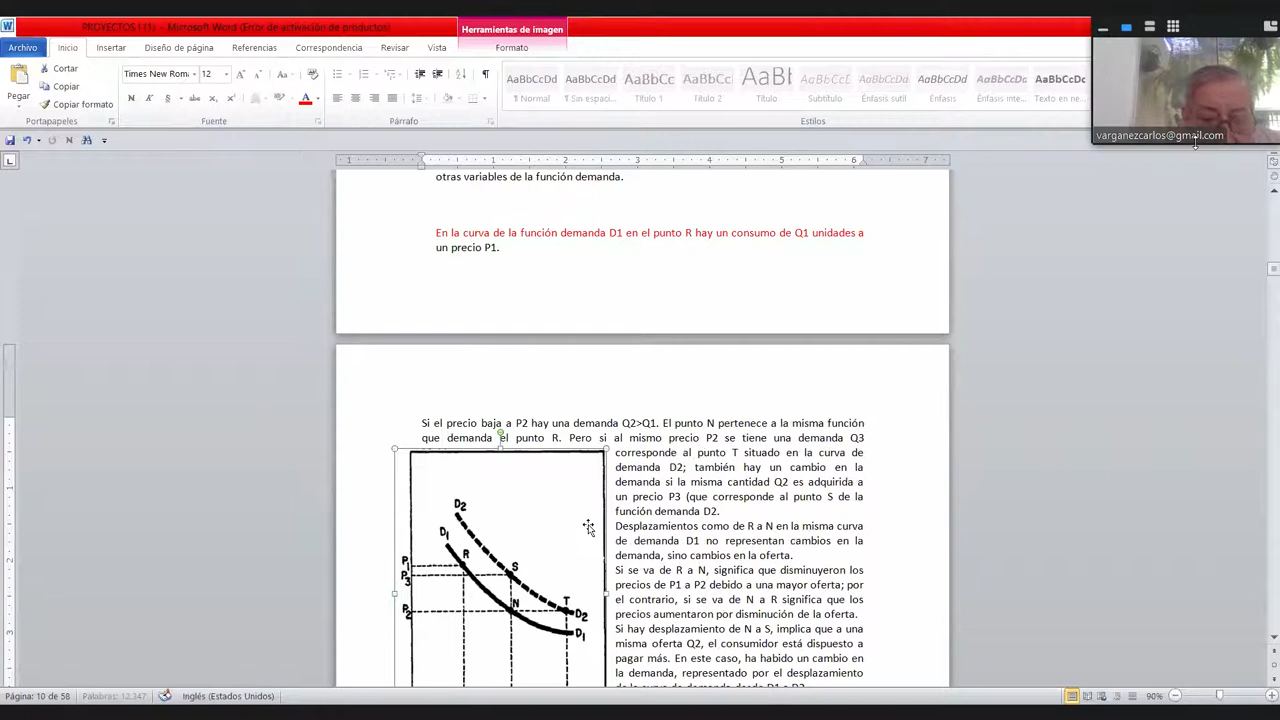 PROYECTOS I (1) - Microsoft Word (Error de activación de productos)
Herramientas de imagen
Archivo Inicio Insertar Diseño de página Referencias Correspondencia Revisar Vista Formato
Pegar
Cortar
Copiar
Copiar formato
Times New Rom 12
AaBbCcDd AaBbCcDd AaBbCc AaBbCc AaBb AaBbCcDd AaBbCcDd AaBbCcDd AaBbCcDd AaBbCcDc
¶ Normal ¶ Sin espaci... Título 1 Título 2 Título Subtítulo Énfasis sutil Énfasis Énfasis inte... Texto en ne
Portapapeles Fuente Párrafo Estilos
varganezcarlos@gmail.com
1 1 2 3 4 5 6 7
otras variables de la función demanda.
En la curva de la función demanda D1 en el punto R hay un consumo de Q1 unidades a
un precio P1.
Si el precio baja a P2 hay una demanda Q2>Q1. El punto N pertenece a la misma función
que demanda el punto R. Pero si al mismo precio P2 se tiene una demanda Q3
corresponde al punto T situado en la curva de
demanda D2; también hay un cambio en la
demanda si la misma cantidad Q2 es adquirida a
un precio P3 (que corresponde al punto S de la
función demanda D2.
Desplazamientos como de R a N en la misma curva
de demanda D1 no representan cambios en la
demanda, sino cambios en la oferta.
Si se va de R a N, significa que disminuyeron los
precios de P1 a P2 debido a una mayor oferta; por
el contrario, si se va de N a R significa que los
precios aumentaron por disminución de la oferta.
Si hay desplazamiento de N a S, implica que a una
misma oferta Q2, el consumidor está dispuesto a
pagar más. En este caso, ha habido un cambio en
la demanda, representado por el desplazamiento
D2
D1
R
P1
S
P3
N
T
P2
D2
D1
Página: 10 de 58 Palabras: 12,347 Inglés (Estados Unidos) 90%